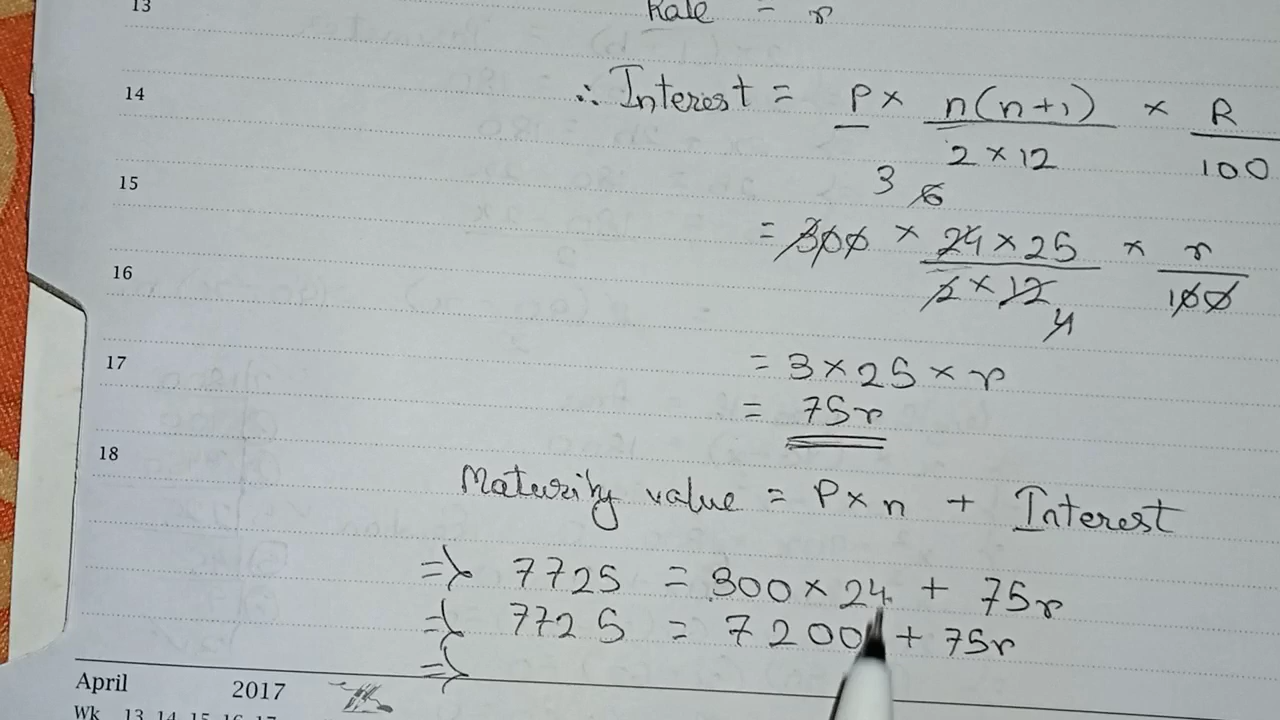 13
Rate = r
14
∴ Interest = P × n(n+1) / 2×12 × R / 100
15
3 6
= 300 × 24×25 / 2×12 × r / 100
4
16
17
= 3×25×r
= 75r
18
Maturity value = P×n + Interest
=> 7725 = 300×24 + 75r
=> 7725 = 7200 + 75r
=>
April 2017
Wk 13 14 15 16 17